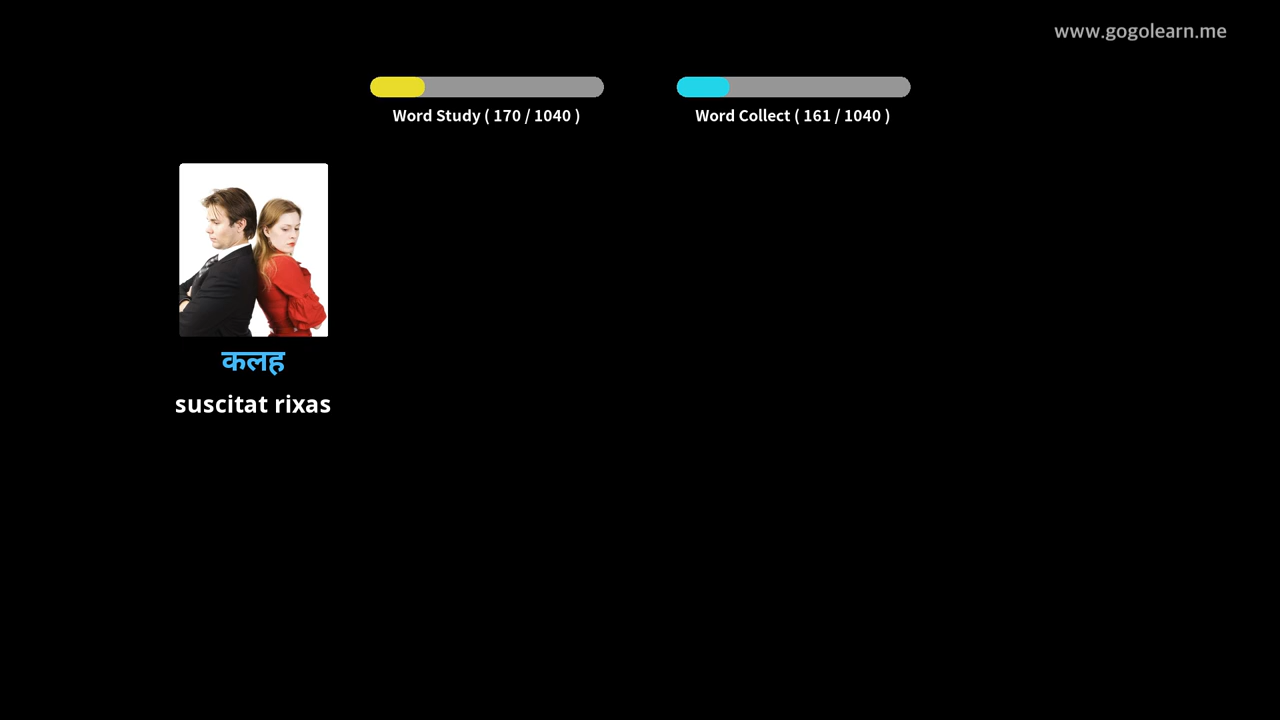 www.gogolearn.me
Word Study ( 170 / 1040 )
Word Collect ( 161 / 1040 )
कलह
suscitat rixas